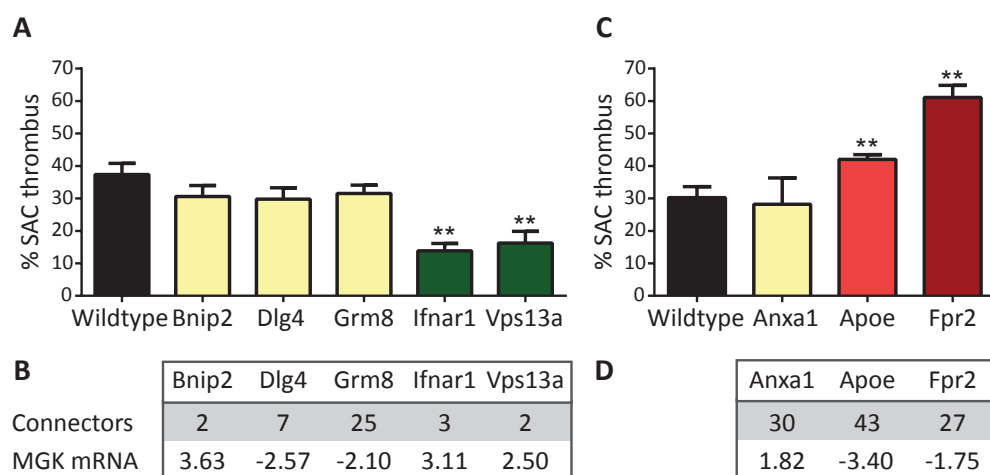 A
% SAC thrombus
70
60
50
40
30
20
10
0
** **
Wildtype Bnip2 Dlg4 Grm8 Ifnar1 Vps13a
C
% SAC thrombus
70
60
50
40
30
20
10
0
** **
Wildtype Anxa1 Apoe Fpr2
B
Bnip2 Dlg4 Grm8 Ifnar1 Vps13a
Connectors 2 7 25 3 2
MGK mRNA 3.63 -2.57 -2.10 3.11 2.50
D
Anxa1 Apoe Fpr2
30 43 27
1.82 -3.40 -1.75